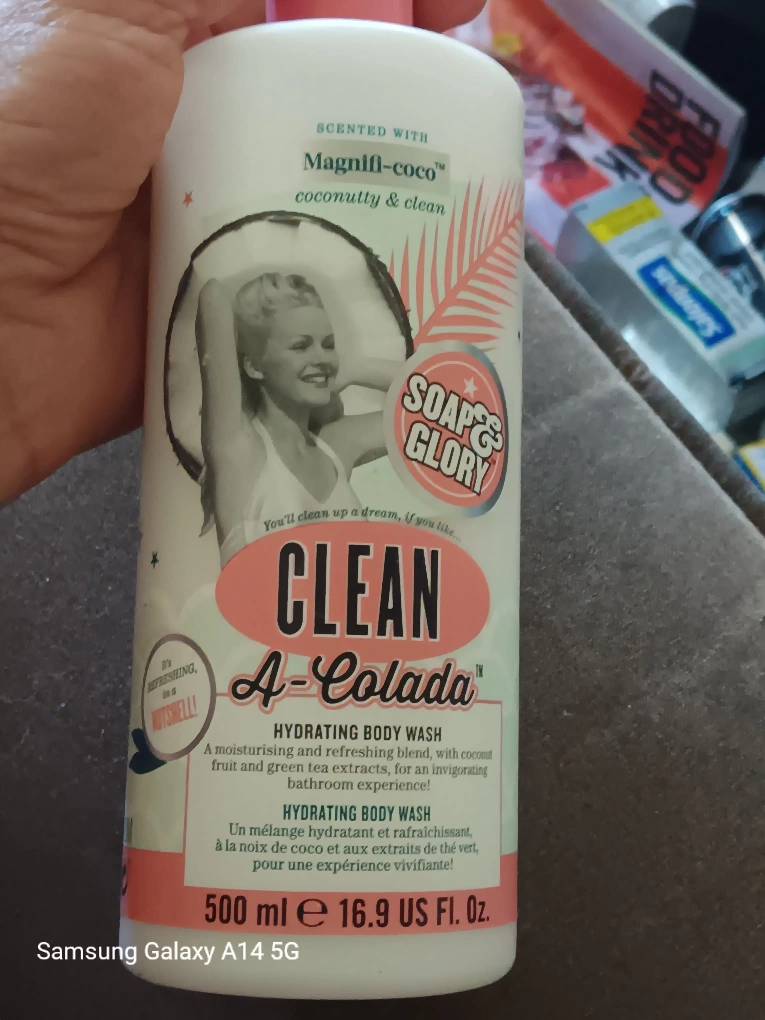 SCENTED WITH
Magnifi-coco™
coconutty & clean
FOOD
DRINK
SOAP&
GLORY
You'll clean up a dream, if you like...
CLEAN
A-Colada™
It's
REFRESHING,
in a
NUTSHELL!
HYDRATING BODY WASH
A moisturising and refreshing blend, with coconut
fruit and green tea extracts, for an invigorating
bathroom experience!
HYDRATING BODY WASH
Un mélange hydratant et rafraîchissant,
à la noix de coco et aux extraits de thé vert,
pour une expérience vivifiante!
500 ml e 16.9 US Fl. Oz.
Samsung Galaxy A14 5G